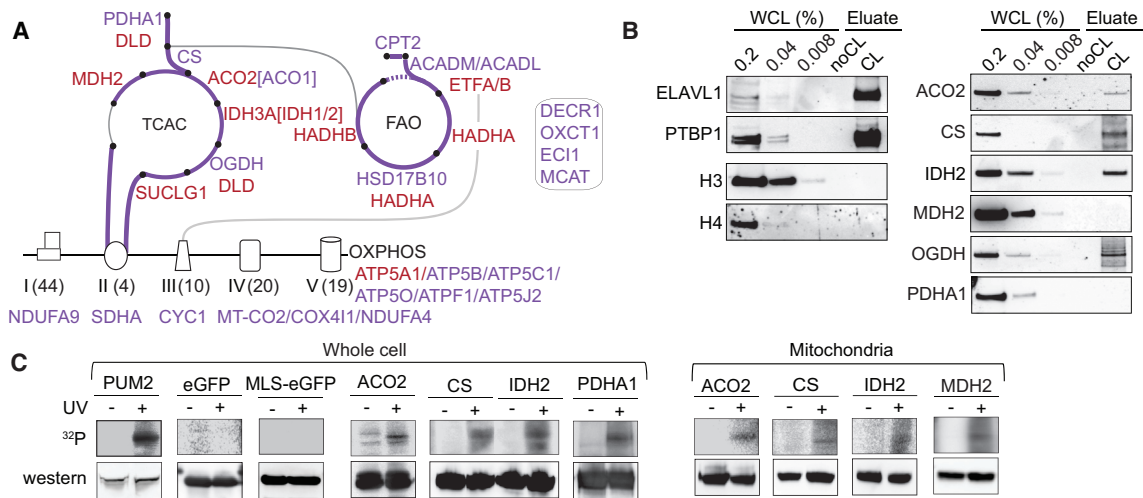 A
PDHA1
DLD
CS
MDH2
ACO2[ACO1]
IDH3A[IDH1/2]
TCAC
OGDH
DLD
SUCLG1
CPT2
ACADM/ACADL
ETFA/B
HADHB
FAO
HADHA
HSD17B10
HADHA
DECR1
OXCT1
ECI1
MCAT
OXPHOS
I (44)
II (4)
III (10)
IV (20)
V (19)
ATP5A1/ATP5B/ATP5C1/
ATP5O/ATPF1/ATP5J2
NDUFA9
SDHA
CYC1
MT-CO2/COX4I1/NDUFA4
B
WCL (%) Eluate
0.2 0.04 0.008 noCL CL
ELAVL1
PTBP1
H3
H4
WCL (%) Eluate
0.2 0.04 0.008 noCL CL
ACO2
CS
IDH2
MDH2
OGDH
PDHA1
C
Whole cell
PUM2 eGFP MLS-eGFP ACO2 CS IDH2 PDHA1
UV - + - + - + - + - + - + - +
³²P
western
Mitochondria
ACO2 CS IDH2 MDH2
- + - + - + - +